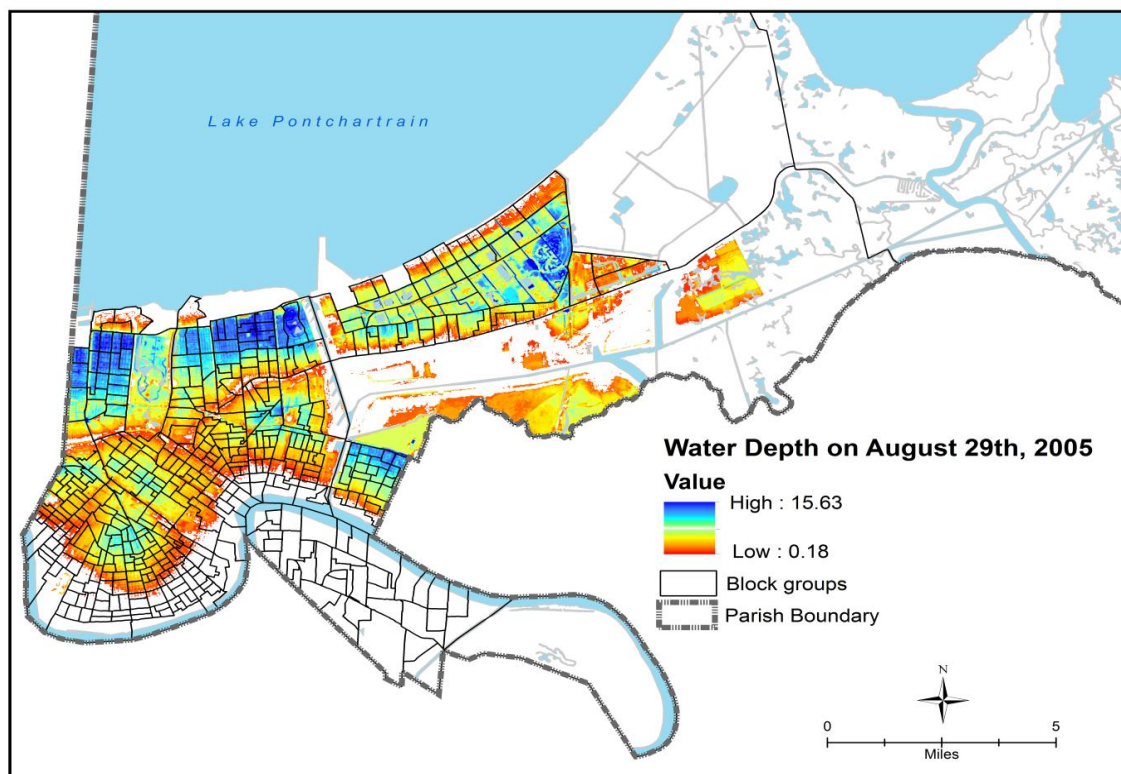 Lake Pontchartrain
Water Depth on August 29th, 2005
Value
High : 15.63
Low : 0.18
Block groups
Parish Boundary
N
0 5
Miles